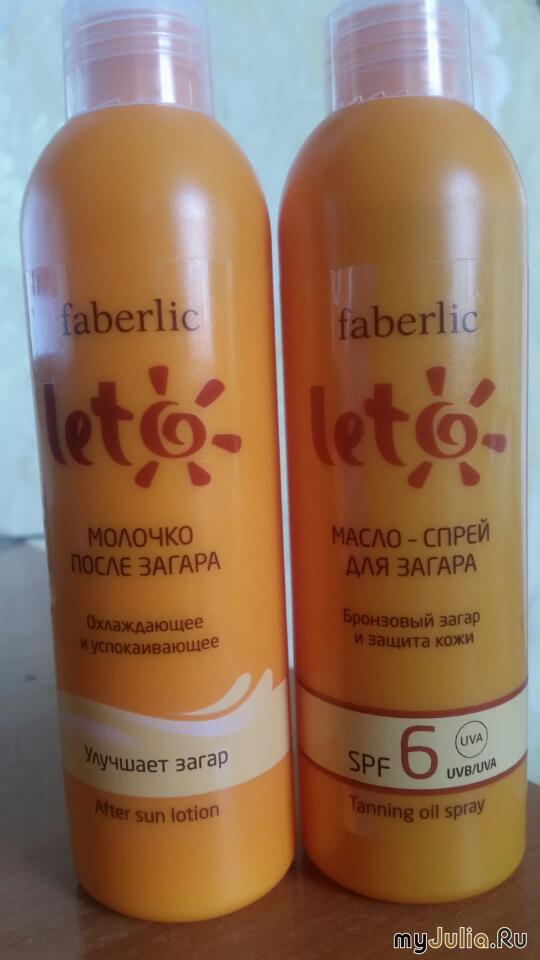 faberlic
leto
МОЛОЧКО
ПОСЛЕ ЗАГАРА
Охлаждающее
и успокаивающее
Улучшает загар
After sun lotion
faberlic
leto
МАСЛО – СПРЕЙ
ДЛЯ ЗАГАРА
Бронзовый загар
и защита кожи
SPF 6
UVA
UVB/UVA
Tanning oil spray
myJulia.Ru